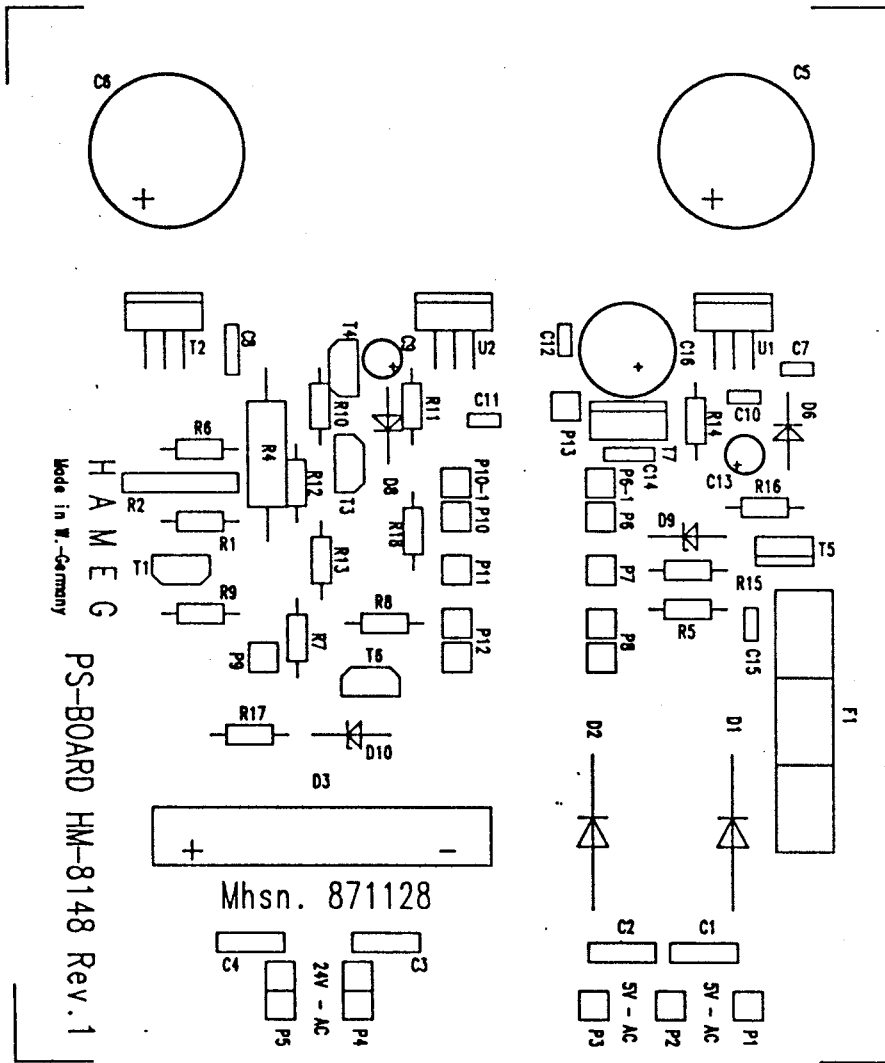 C6
C5
+
+
T2
C8
T4
C9
+
U2
C12
C16
+
U1
C7
R10
R11
C11
P13
R14
C10
D6
R6
R4
R12
T3
D8
P10-1
T7
C14
P6-1
C13
+
R16
R2
R1
R18
P10
P6
D9
T5
T1
R13
P11
P7
R15
R9
R7
R8
P12
R5
C15
P9
T6
P8
F1
R17
D10
D2
D1
D3
+ -
Mhsn. 871128
C4
C3
C2
C1
24V - AC
5V - AC
5V - AC
P5
P4
P3
P2
P1
HAMEG
Made in W.-Germany
PS-BOARD HM-8148 Rev.1